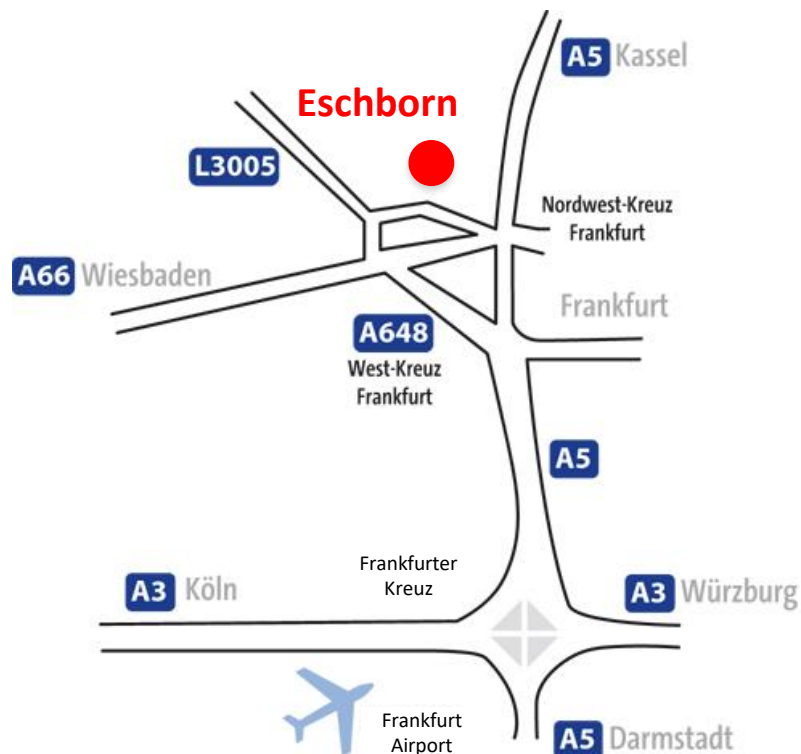 A5 Kassel
Eschborn
L3005
Nordwest-Kreuz
Frankfurt
A66 Wiesbaden
Frankfurt
A648
West-Kreuz
Frankfurt
A5
Frankfurter
Kreuz
A3 Köln
A3 Würzburg
Frankfurt
Airport
A5 Darmstadt